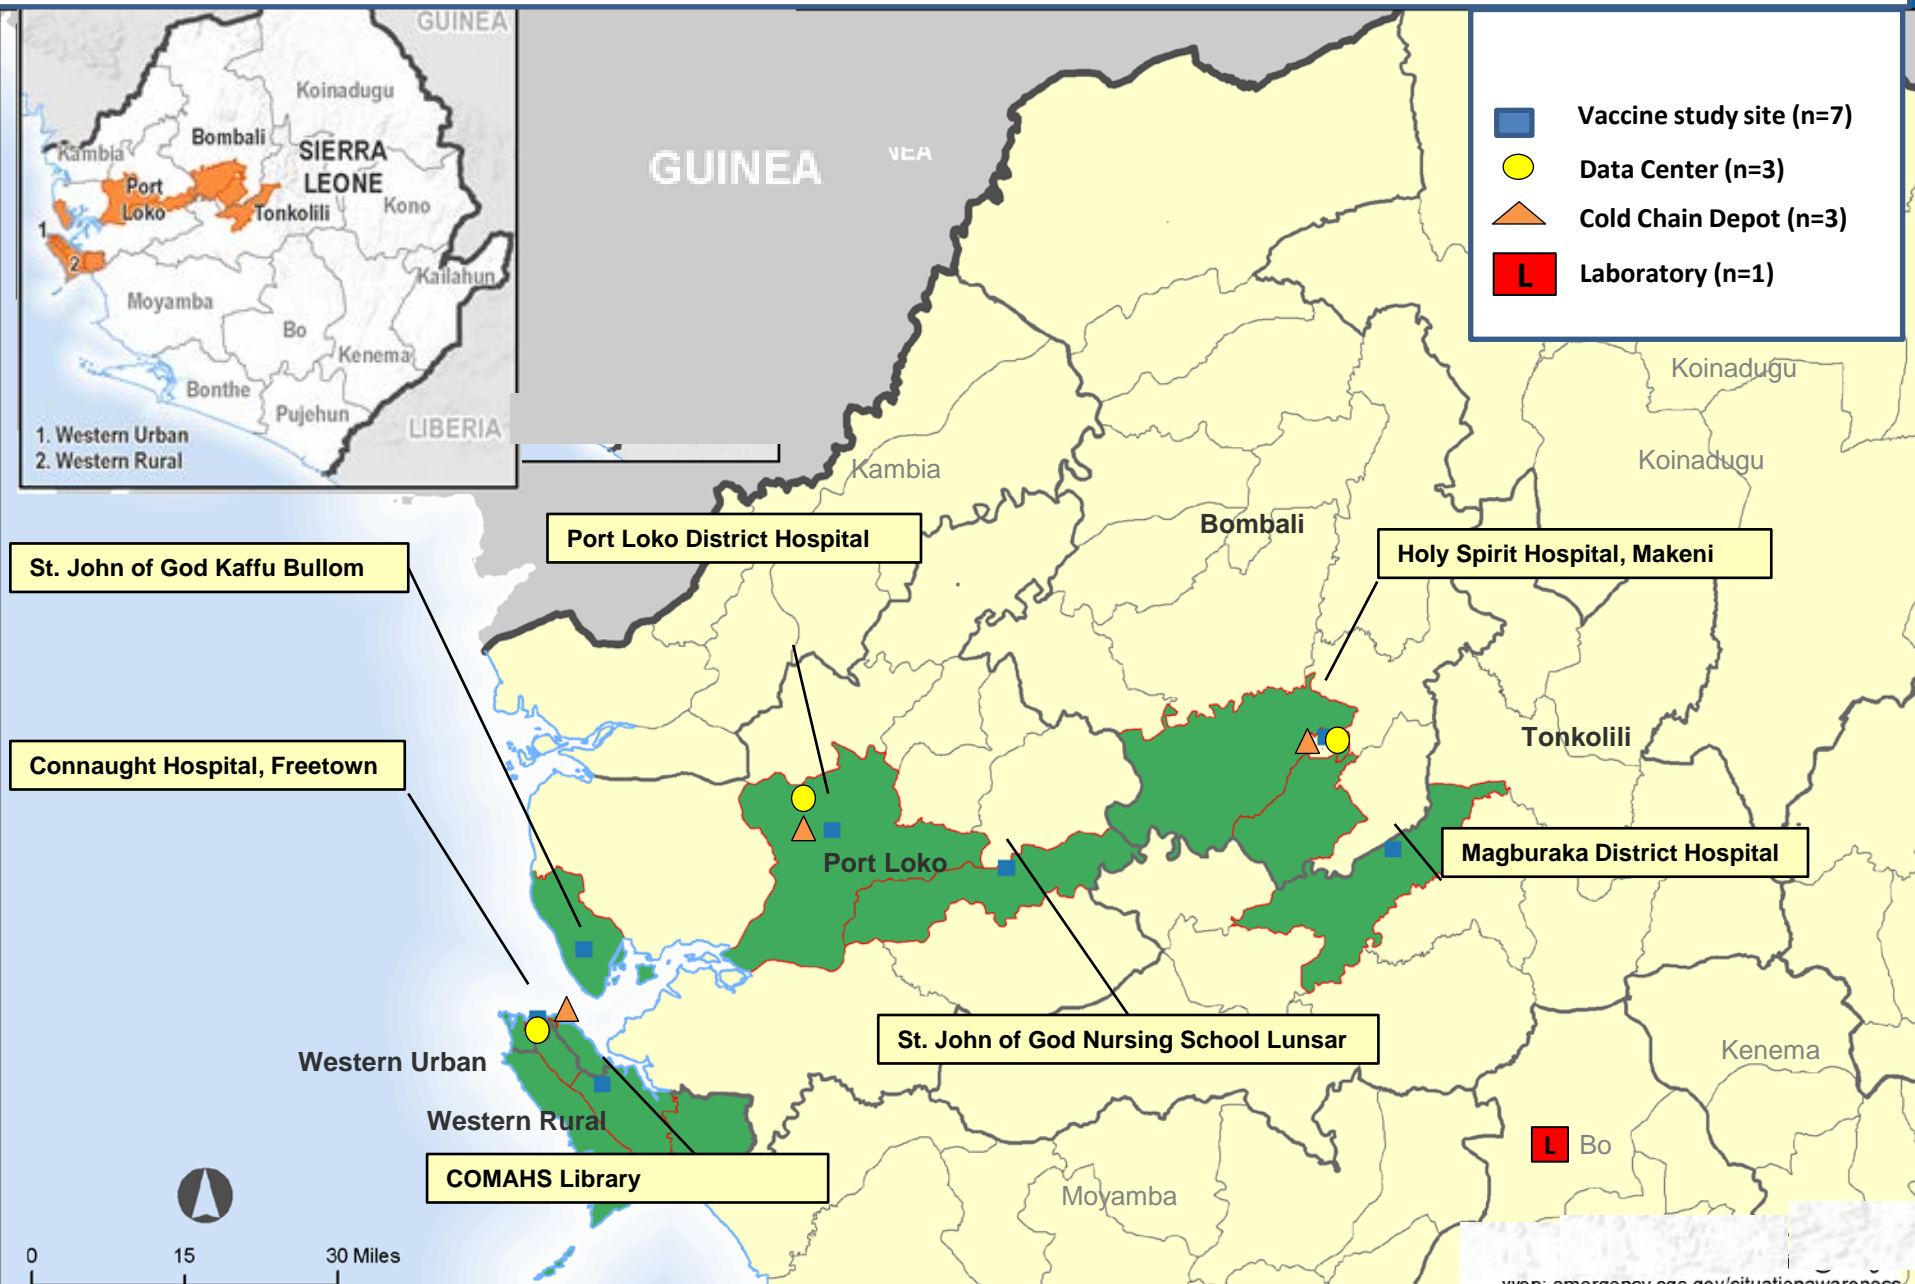 GUINEA
Koinadugu
Bombali
SIERRA
LEONE
Kambia
Port
Loko
Tonkolili
Kono
1
2
Kailahun
Moyamba
Bo
Kenema
Bonthe
Pujehun
LIBERIA
1. Western Urban
2. Western Rural
GUINEA
NEA
Vaccine study site (n=7)
Data Center (n=3)
Cold Chain Depot (n=3)
L Laboratory (n=1)
Koinadugu
Koinadugu
Kambia
Bombali
Port Loko District Hospital
Holy Spirit Hospital, Makeni
St. John of God Kaffu Bullom
Tonkolili
Connaught Hospital, Freetown
Port Loko
Magburaka District Hospital
St. John of God Nursing School Lunsar
Western Urban
Kenema
Western Rural
L Bo
COMAHS Library
Moyamba
0 15 30 Miles